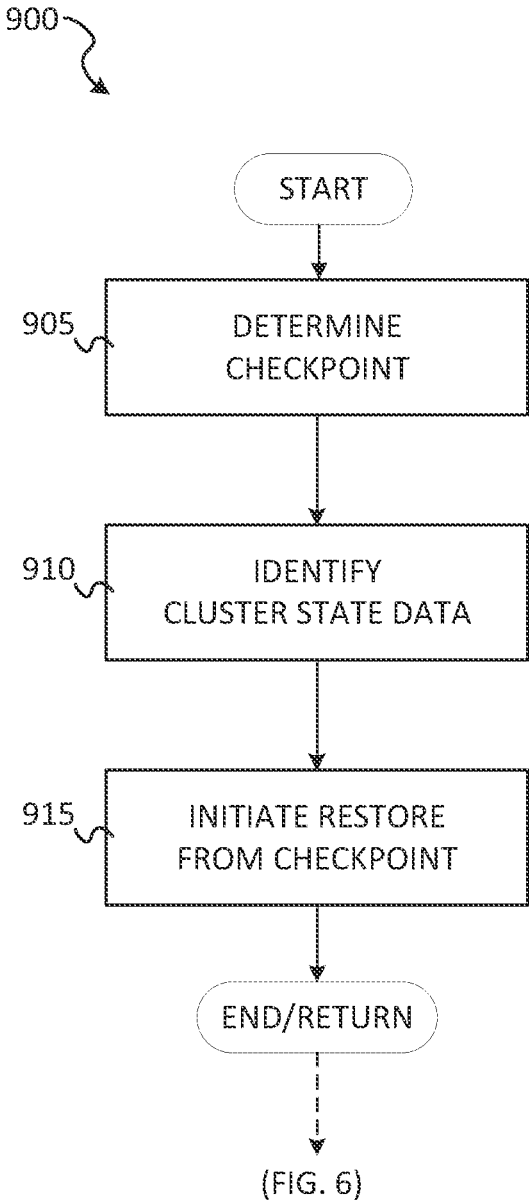 900
START
905
DETERMINE
CHECKPOINT
910
IDENTIFY
CLUSTER STATE DATA
915
INITIATE RESTORE
FROM CHECKPOINT
END/RETURN
(FIG. 6)